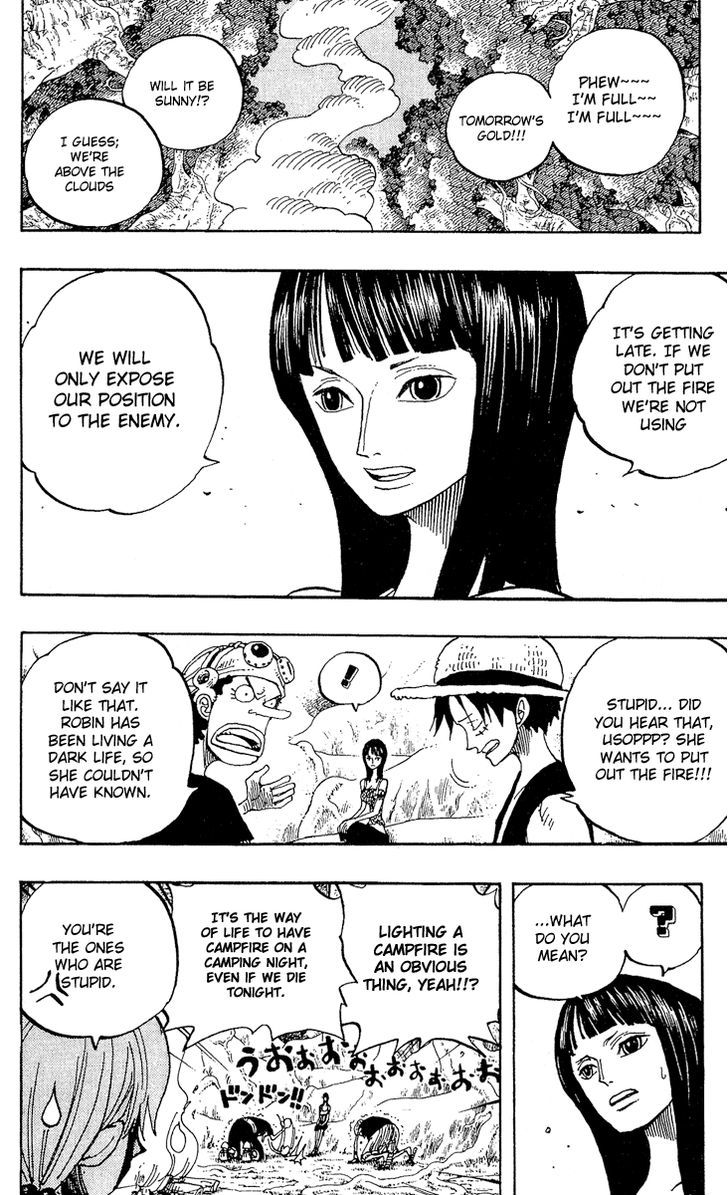 PHEW~~~
I'M FULL~~
I'M FULL~~~
TOMORROW'S
GOLD!!!
WILL IT BE
SUNNY!?
I GUESS;
WE'RE
ABOVE THE
CLOUDS
IT'S GETTING
LATE. IF WE
DON'T PUT
OUT THE FIRE
WE'RE NOT
USING
WE WILL
ONLY EXPOSE
OUR POSITION
TO THE ENEMY.
STUPID... DID
YOU HEAR THAT,
USOPPP? SHE
WANTS TO PUT
OUT THE FIRE!!!
!
DON'T SAY IT
LIKE THAT.
ROBIN HAS
BEEN LIVING A
DARK LIFE, SO
SHE COULDN'T
HAVE KNOWN.
?
...WHAT
DO YOU
MEAN?
LIGHTING A
CAMPFIRE IS
AN OBVIOUS
THING, YEAH!!?
IT'S THE WAY
OF LIFE TO HAVE
CAMPFIRE ON A
CAMPING NIGHT,
EVEN IF WE DIE
TONIGHT.
YOU'RE
THE ONES
WHO ARE
STUPID.
うおぉおぉ
おおおおお
ドンドン!!